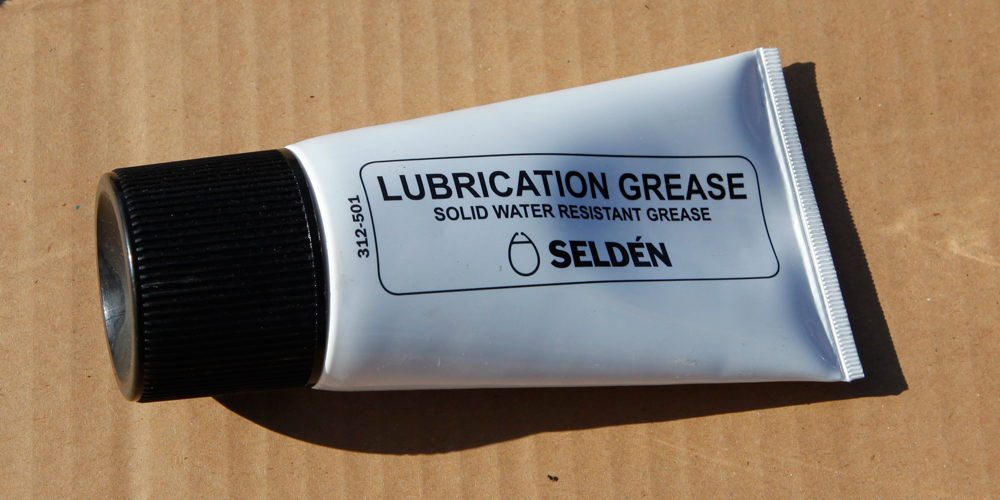 LUBRICATION GREASE
SOLID WATER RESISTANT GREASE
SELDÉN
312-501